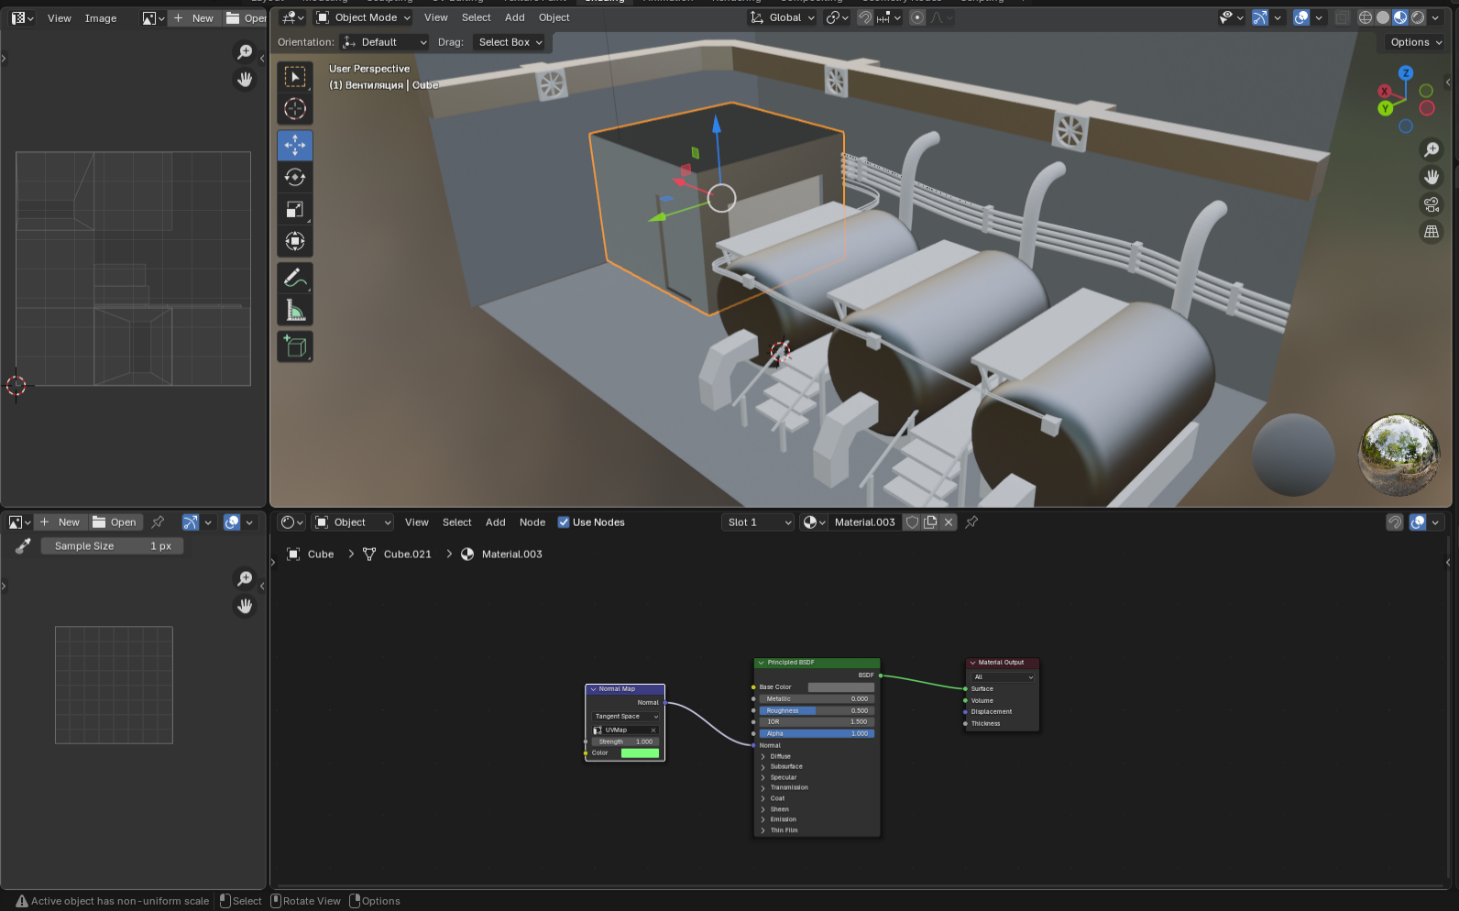 View Image New Open
Object Mode View Select Add Object Global
Orientation: Default Drag: Select Box Options
User Perspective
(1) Вентиляция | Cube
Z
X
Y
New Open
Sample Size 1 px
Object View Select Add Node Use Nodes Slot 1 Material.003
Cube Cube.021 Material.003
Normal Map
Normal
Tangent Space
UVMap
Strength 1.000
Color
Principled BSDF
BSDF
Base Color
Metallic 0.000
Roughness 0.500
IOR 1.500
Alpha 1.000
Normal
Diffuse
Subsurface
Specular
Transmission
Coat
Sheen
Emission
Thin Film
Material Output
All
Surface
Volume
Displacement
Thickness
Active object has non-uniform scale Select Rotate View Options